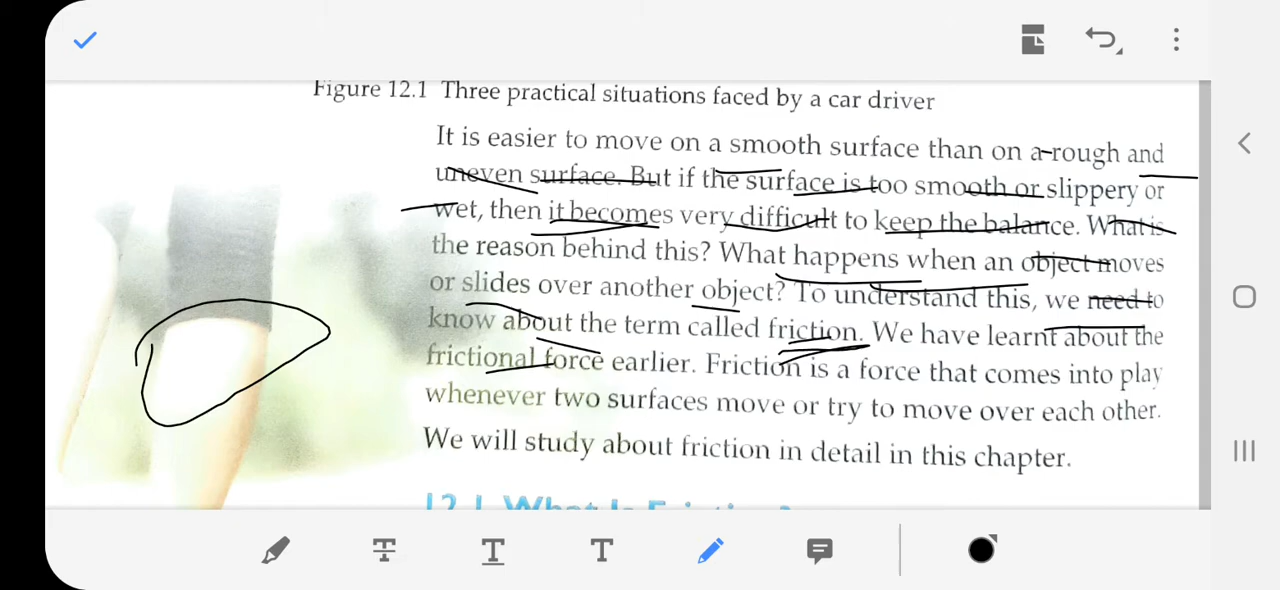 Figure 12.1 Three practical situations faced by a car driver
It is easier to move on a smooth surface than on a rough and
uneven surface. But if the surface is too smooth or slippery or
wet, then it becomes very difficult to keep the balance. What is
the reason behind this? What happens when an object moves
or slides over another object? To understand this, we need to
know about the term called friction. We have learnt about the
frictional force earlier. Friction is a force that comes into play
whenever two surfaces move or try to move over each other.
We will study about friction in detail in this chapter.
12.1 What Is Friction?
T T T